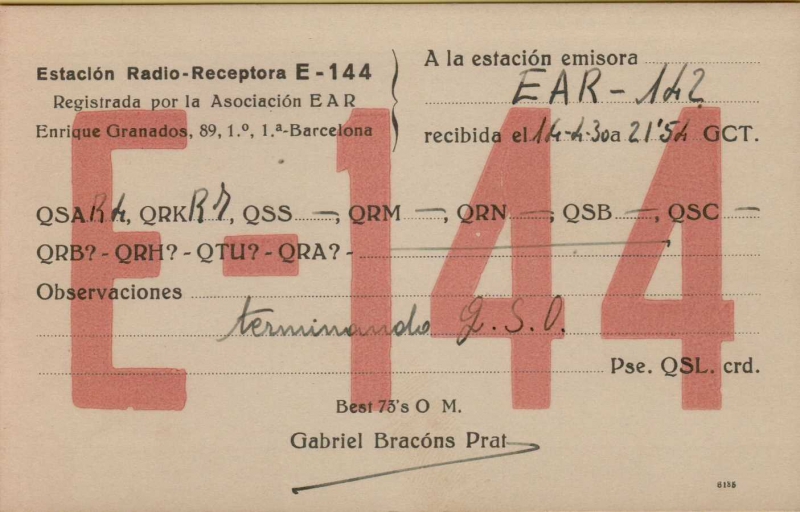 Estación Radio-Receptora E-144
Registrada por la Asociación EAR
Enrique Granados, 89, 1.º, 1.ª-Barcelona
A la estación emisora
EAR-142
recibida el 14-4-30 a 21'54 GCT.
E-144
QSA R4, QRK R7, QSS —, QRM —, QRN —, QSB —, QSC —
QRB? - QRH? - QTU? - QRA? -
Observaciones
terminando Q.S.O.
Pse. QSL. crd.
Best 73's O M.
Gabriel Bracóns Prat
6135